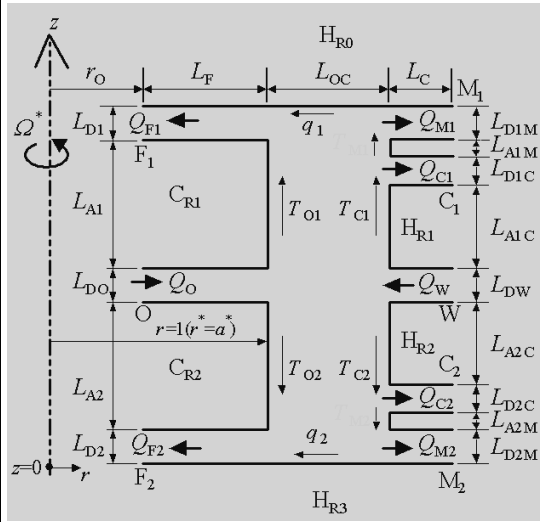 z
H_R0
r_O L_F L_OC L_C M_1
Ω* L_D1 Q_F1 q_1 Q_M1 L_D1M
F_1 L_A1M
Q_C1 L_D1C
L_A1 C_R1 T_O1 T_C1 C_1
H_R1 L_A1C
L_DO Q_O Q_W L_DW
O W
r=1(r*=a*)
L_A2 C_R2 T_O2 T_C2 H_R2 L_A2C
C_2
Q_C2 L_D2C
L_A2M
L_D2 Q_F2 q_2 Q_M2 L_D2M
z=0 r F_2 M_2
H_R3